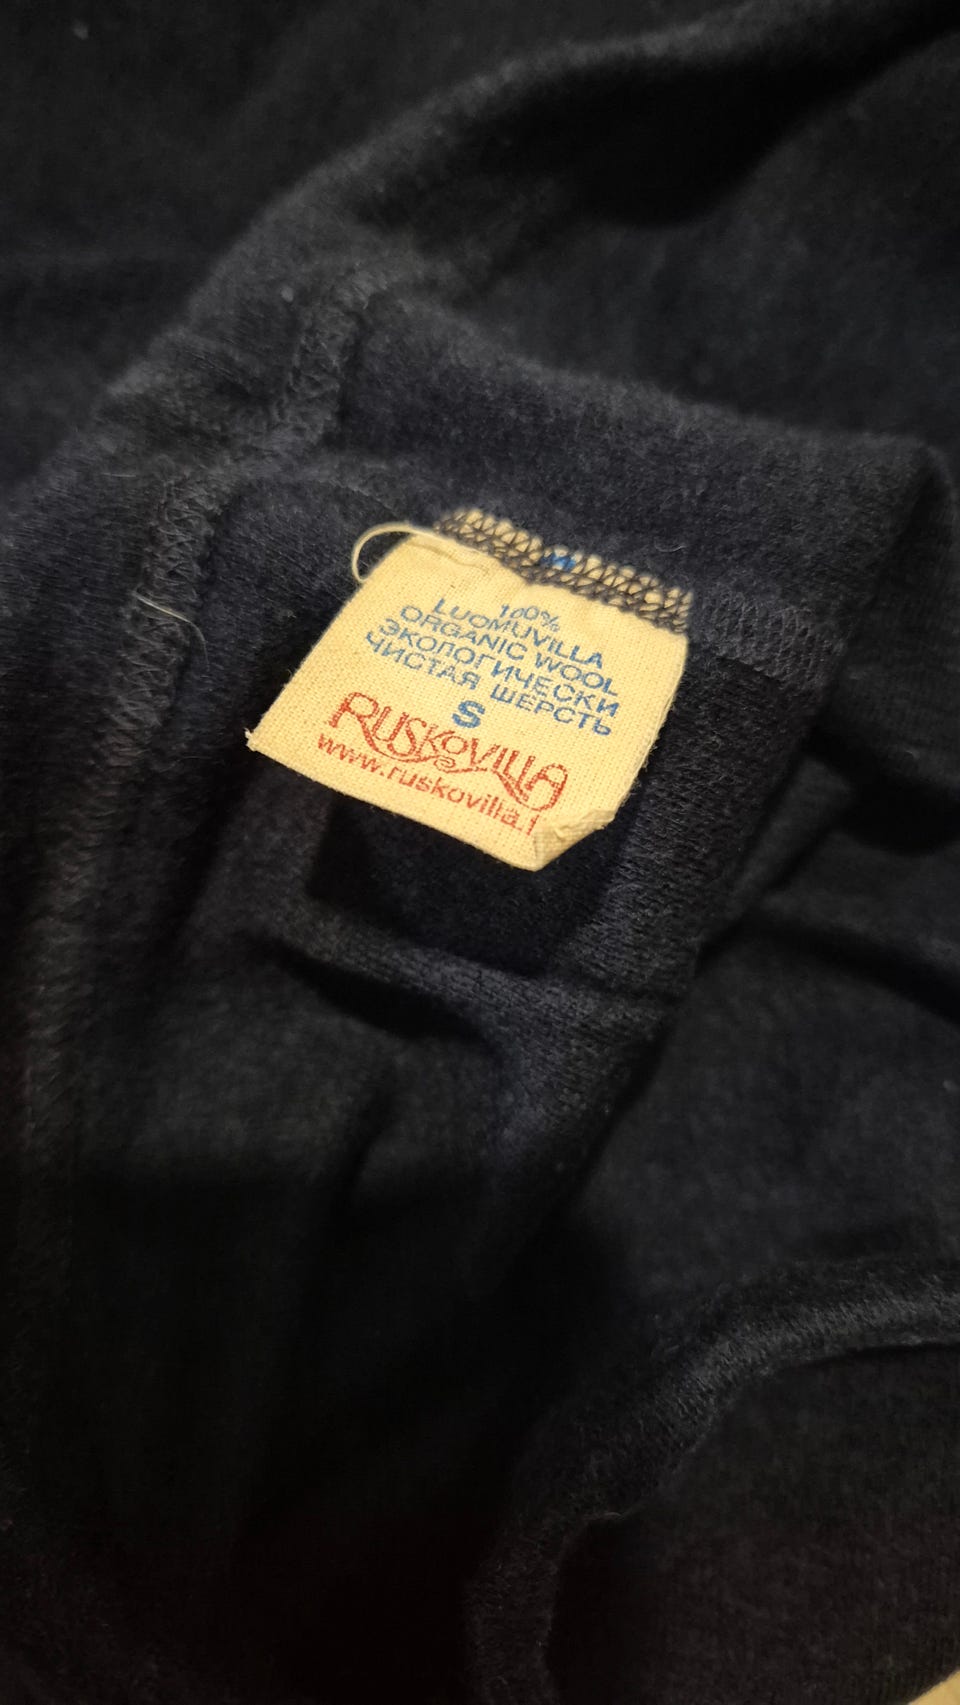 100%
LUOMUVILLA
ORGANIC WOOL
ЭКОЛОГИЧЕСКИ
ЧИСТАЯ ШЕРСТЬ
S
RUSKOVILLA
www.ruskovilla.f